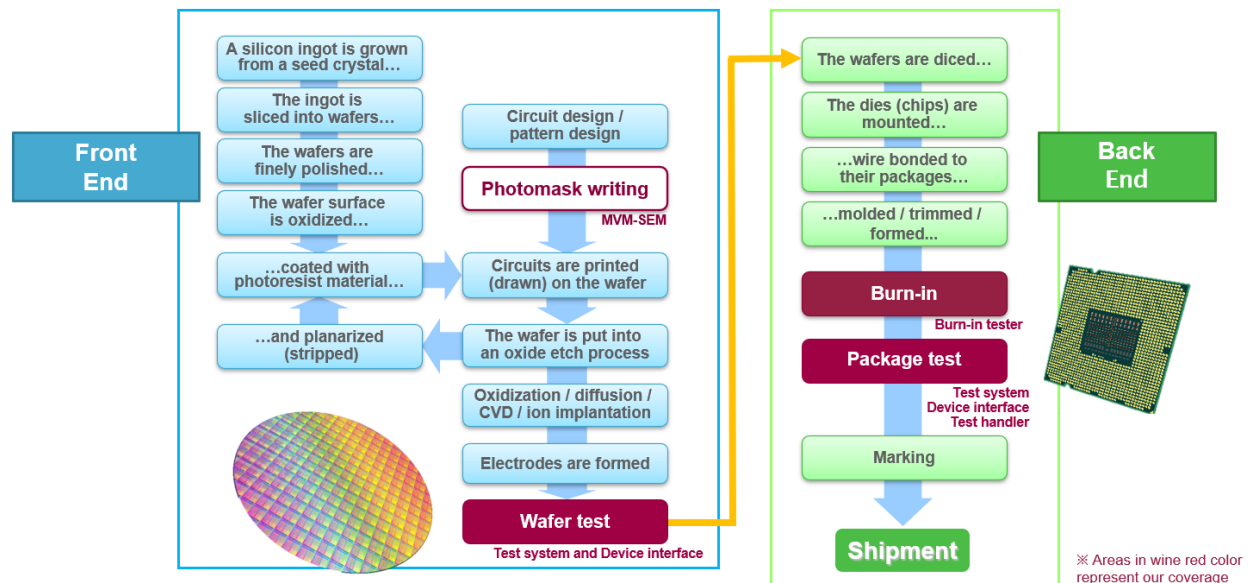 Front
End
A silicon ingot is grown
from a seed crystal…
The ingot is
sliced into wafers…
The wafers are
finely polished…
The wafer surface
is oxidized…
…coated with
photoresist material…
…and planarized
(stripped)
Circuit design /
pattern design
Photomask writing
MVM-SEM
Circuits are printed
(drawn) on the wafer
The wafer is put into
an oxide etch process
Oxidization / diffusion /
CVD / ion implantation
Electrodes are formed
Wafer test
Test system and Device interface
The wafers are diced…
The dies (chips) are
mounted…
…wire bonded to
their packages…
…molded / trimmed /
formed...
Burn-in
Burn-in tester
Package test
Test system
Device interface
Test handler
Marking
Shipment
Back
End
※ Areas in wine red color
represent our coverage